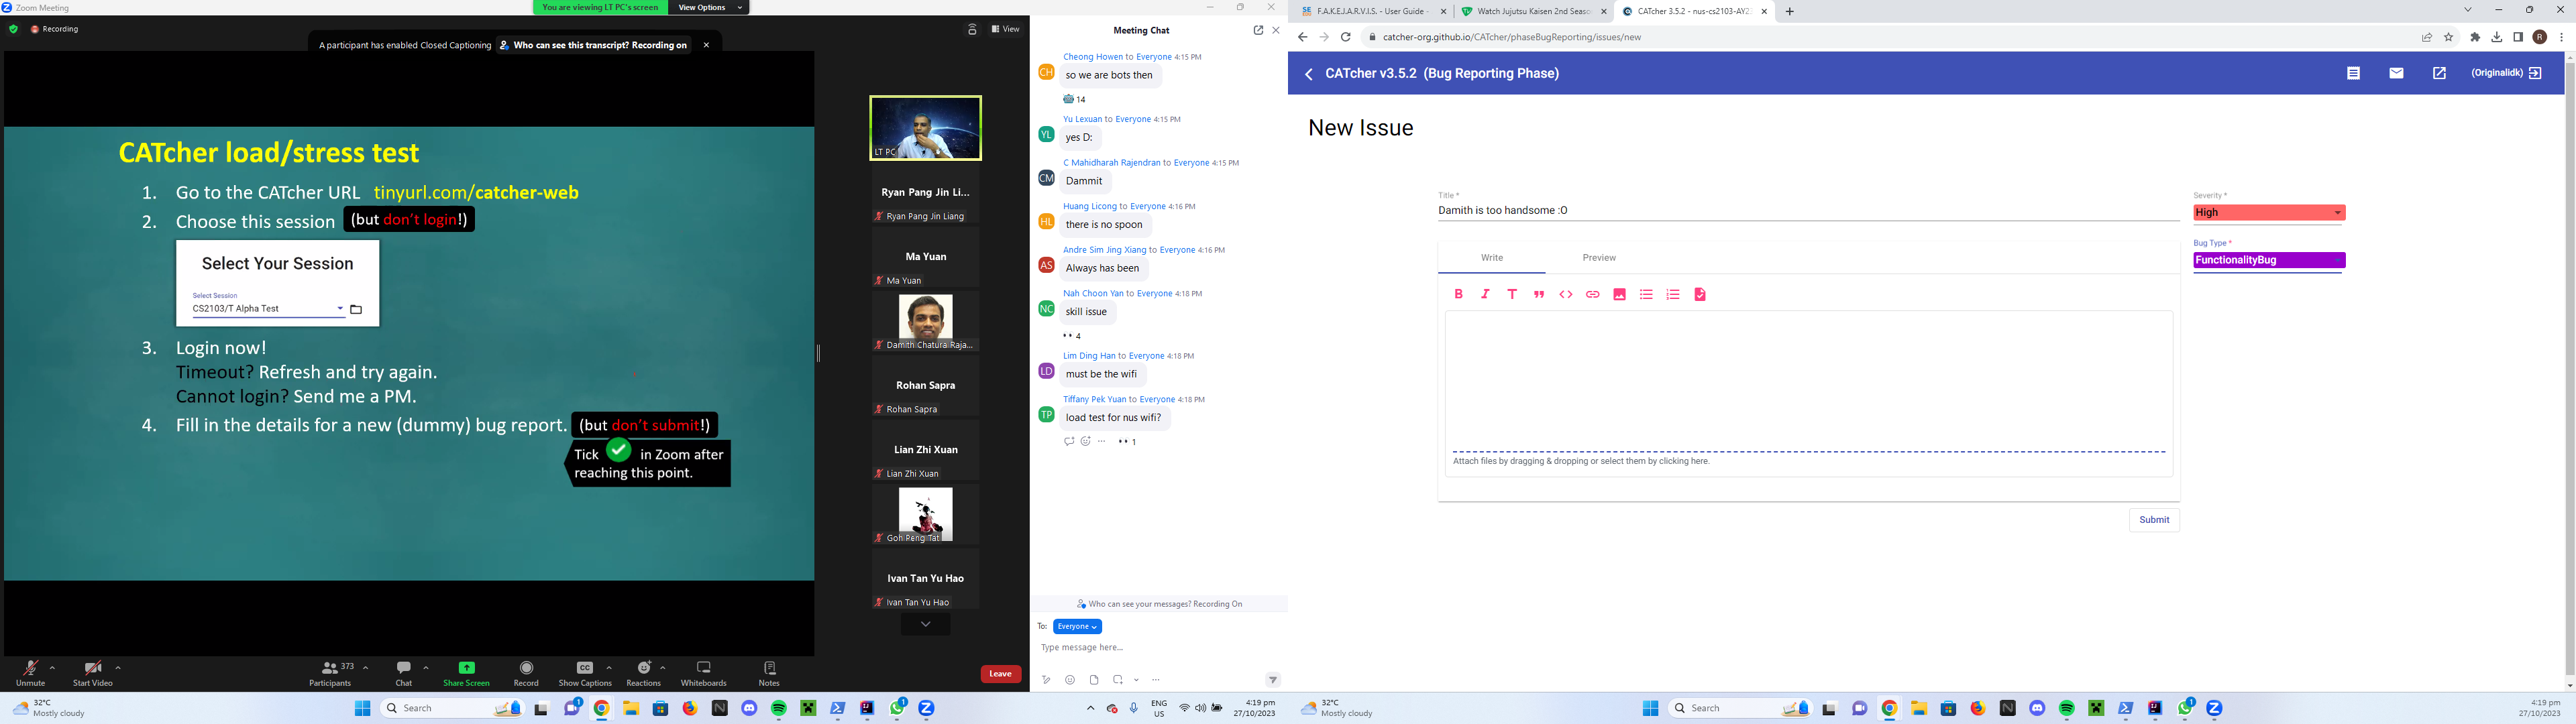 Zoom Meeting
You are viewing LT PC's screen
View Options
Recording
View
A participant has enabled Closed Captioning
Who can see this transcript? Recording on
CATcher load/stress test
1. Go to the CATcher URL tinyurl.com/catcher-web
2. Choose this session (but don't login!)
Select Your Session
Select Session
CS2103/T Alpha Test
3. Login now!
Timeout? Refresh and try again.
Cannot login? Send me a PM.
4. Fill in the details for a new (dummy) bug report. (but don't submit!)
Tick in Zoom after
reaching this point.
LT PC
Ryan Pang Jin Li...
Ryan Pang Jin Liang
Ma Yuan
Ma Yuan
Damith Chatura Raja...
Rohan Sapra
Rohan Sapra
Lian Zhi Xuan
Lian Zhi Xuan
Goh Peng Tat
Ivan Tan Yu Hao
Ivan Tan Yu Hao
Unmute
Start Video
373
Participants
Chat
Share Screen
Record
CC
Show Captions
Reactions
Whiteboards
Notes
Leave
Meeting Chat
Cheong Howen to Everyone 4:15 PM
CH
so we are bots then
14
Yu Lexuan to Everyone 4:15 PM
YL
yes D:
C Mahidharah Rajendran to Everyone 4:15 PM
CM
Dammit
Huang Licong to Everyone 4:16 PM
HL
there is no spoon
Andre Sim Jing Xiang to Everyone 4:16 PM
AS
Always has been
Nah Choon Yan to Everyone 4:18 PM
NC
skill issue
4
Lim Ding Han to Everyone 4:18 PM
LD
must be the wifi
Tiffany Pek Yuan to Everyone 4:18 PM
TP
load test for nus wifi?
1
Who can see your messages? Recording On
To: Everyone
Type message here...
32°C
Mostly cloudy
Search
ENG
US
4:19 pm
27/10/2023
F.A.K.E.J.A.R.V.I.S. - User Guide -
Watch Jujutsu Kaisen 2nd Seaso
CATcher 3.5.2 - nus-cs2103-AY2
catcher-org.github.io/CATcher/phaseBugReporting/issues/new
R
CATcher v3.5.2 (Bug Reporting Phase)
(Originalidk)
New Issue
Title *
Damith is too handsome :O
Severity *
High
Bug Type *
FunctionalityBug
Write
Preview
Attach files by dragging & dropping or select them by clicking here.
Submit
32°C
Mostly cloudy
Search
4:19 pm
27/10/2023